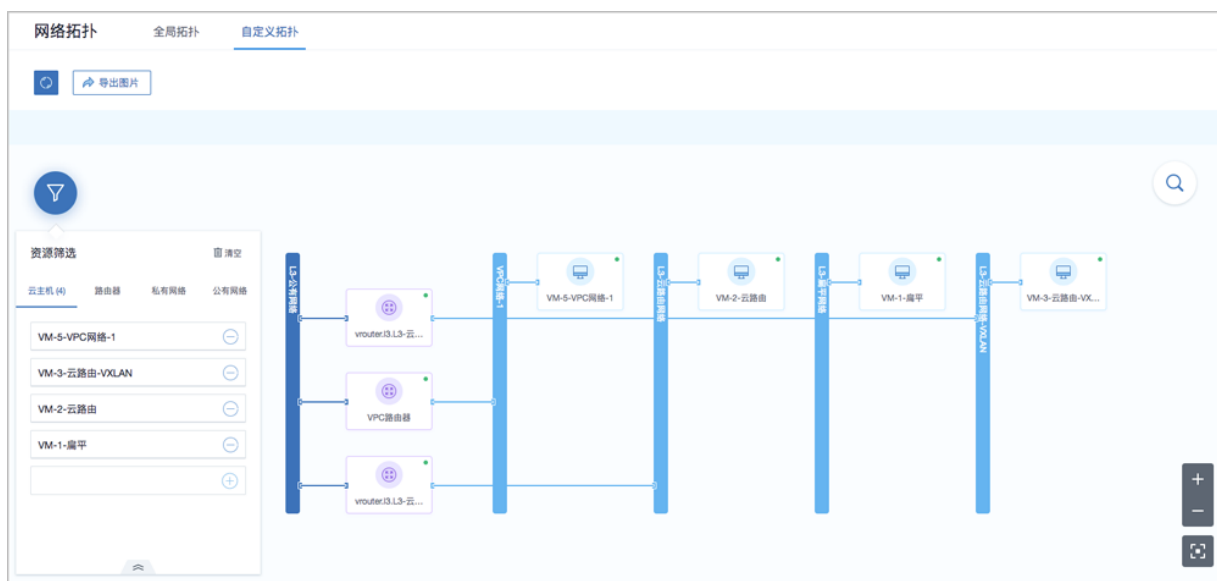 网络拓扑 全局拓扑 自定义拓扑
导出图片
资源筛选 清空
云主机 (4) 路由器 私有网络 公有网络
VM-5-VPC网络-1
VM-3-云路由-VXLAN
VM-2-云路由
VM-1-扁平
L3-公有网络
vrouter.l3.L3-云...
VPC路由器
vrouter.l3.L3-云...
VPC网络-1
VM-5-VPC网络-1
L3-云路由网络
VM-2-云路由
L3-扁平网络
VM-1-扁平
L3-云路由网络-VXLAN
VM-3-云路由-VX...